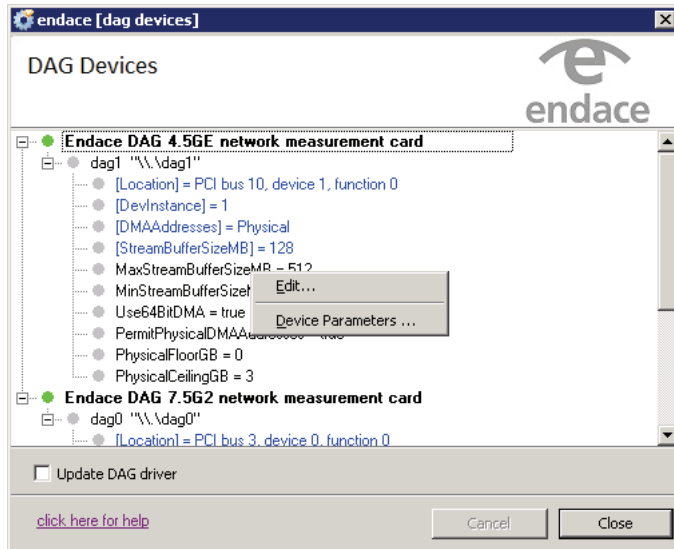 endace [dag devices]
DAG Devices
endace
Endace DAG 4.5GE network measurement card
dag1 "\\.\dag1"
[Location] = PCI bus 10, device 1, function 0
[DevInstance] = 1
[DMAAddresses] = Physical
[StreamBufferSizeMB] = 128
MaxStreamBufferSizeMB = 512
MinStreamBufferSize
Edit...
Use64BitDMA = true
Device Parameters ...
PermitPhysicalDMAAddresses = true
PhysicalFloorGB = 0
PhysicalCeilingGB = 3
Endace DAG 7.5G2 network measurement card
dag0 "\\.\dag0"
[Location] = PCI bus 3, device 0, function 0
Update DAG driver
click here for help
Cancel
Close